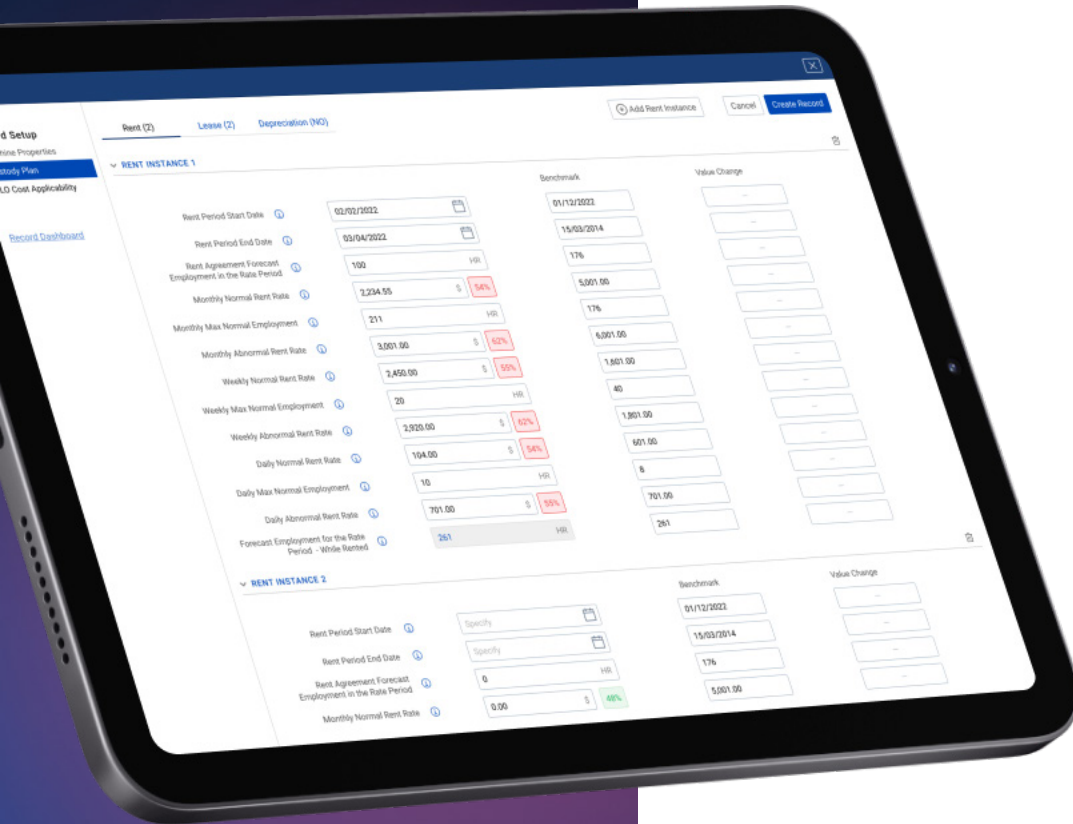 d Setup
Properties
stody Plan
LO Cost Applicability
Record Dashboard
Rent (2)
Lease (2)
Depreciation (NO)
Add Rent Instance
Cancel
Create Record
RENT INSTANCE 1
Benchmark
Value Change
Rent Period Start Date
02/02/2022
01/12/2022
--
Rent Period End Date
03/04/2022
15/03/2014
--
Rent Agreement Forecast
Employment in the Rate Period
100 HR
176
--
Monthly Normal Rent Rate
2,234.55 $ 54%
5,001.00
--
Monthly Max Normal Employment
211 HR
176
--
Monthly Abnormal Rent Rate
3,001.00 $ 62%
6,001.00
--
Weekly Normal Rent Rate
2,450.00 $ 55%
1,601.00
--
Weekly Max Normal Employment
20 HR
40
--
Weekly Abnormal Rent Rate
2,920.00 $ 62%
1,801.00
--
Daily Normal Rent Rate
104.00 $ 54%
601.00
--
Daily Max Normal Employment
10 HR
8
--
Daily Abnormal Rent Rate
701.00 $ 55%
701.00
--
Forecast Employment for the Rate
Period - While Rented
261 HR
261
--
RENT INSTANCE 2
Benchmark
Value Change
Rent Period Start Date
Specify
01/12/2022
--
Rent Period End Date
Specify
15/03/2014
--
Rent Agreement Forecast
Employment in the Rate Period
0 HR
176
--
Monthly Normal Rent Rate
0.00 $ 48%
5,001.00
--